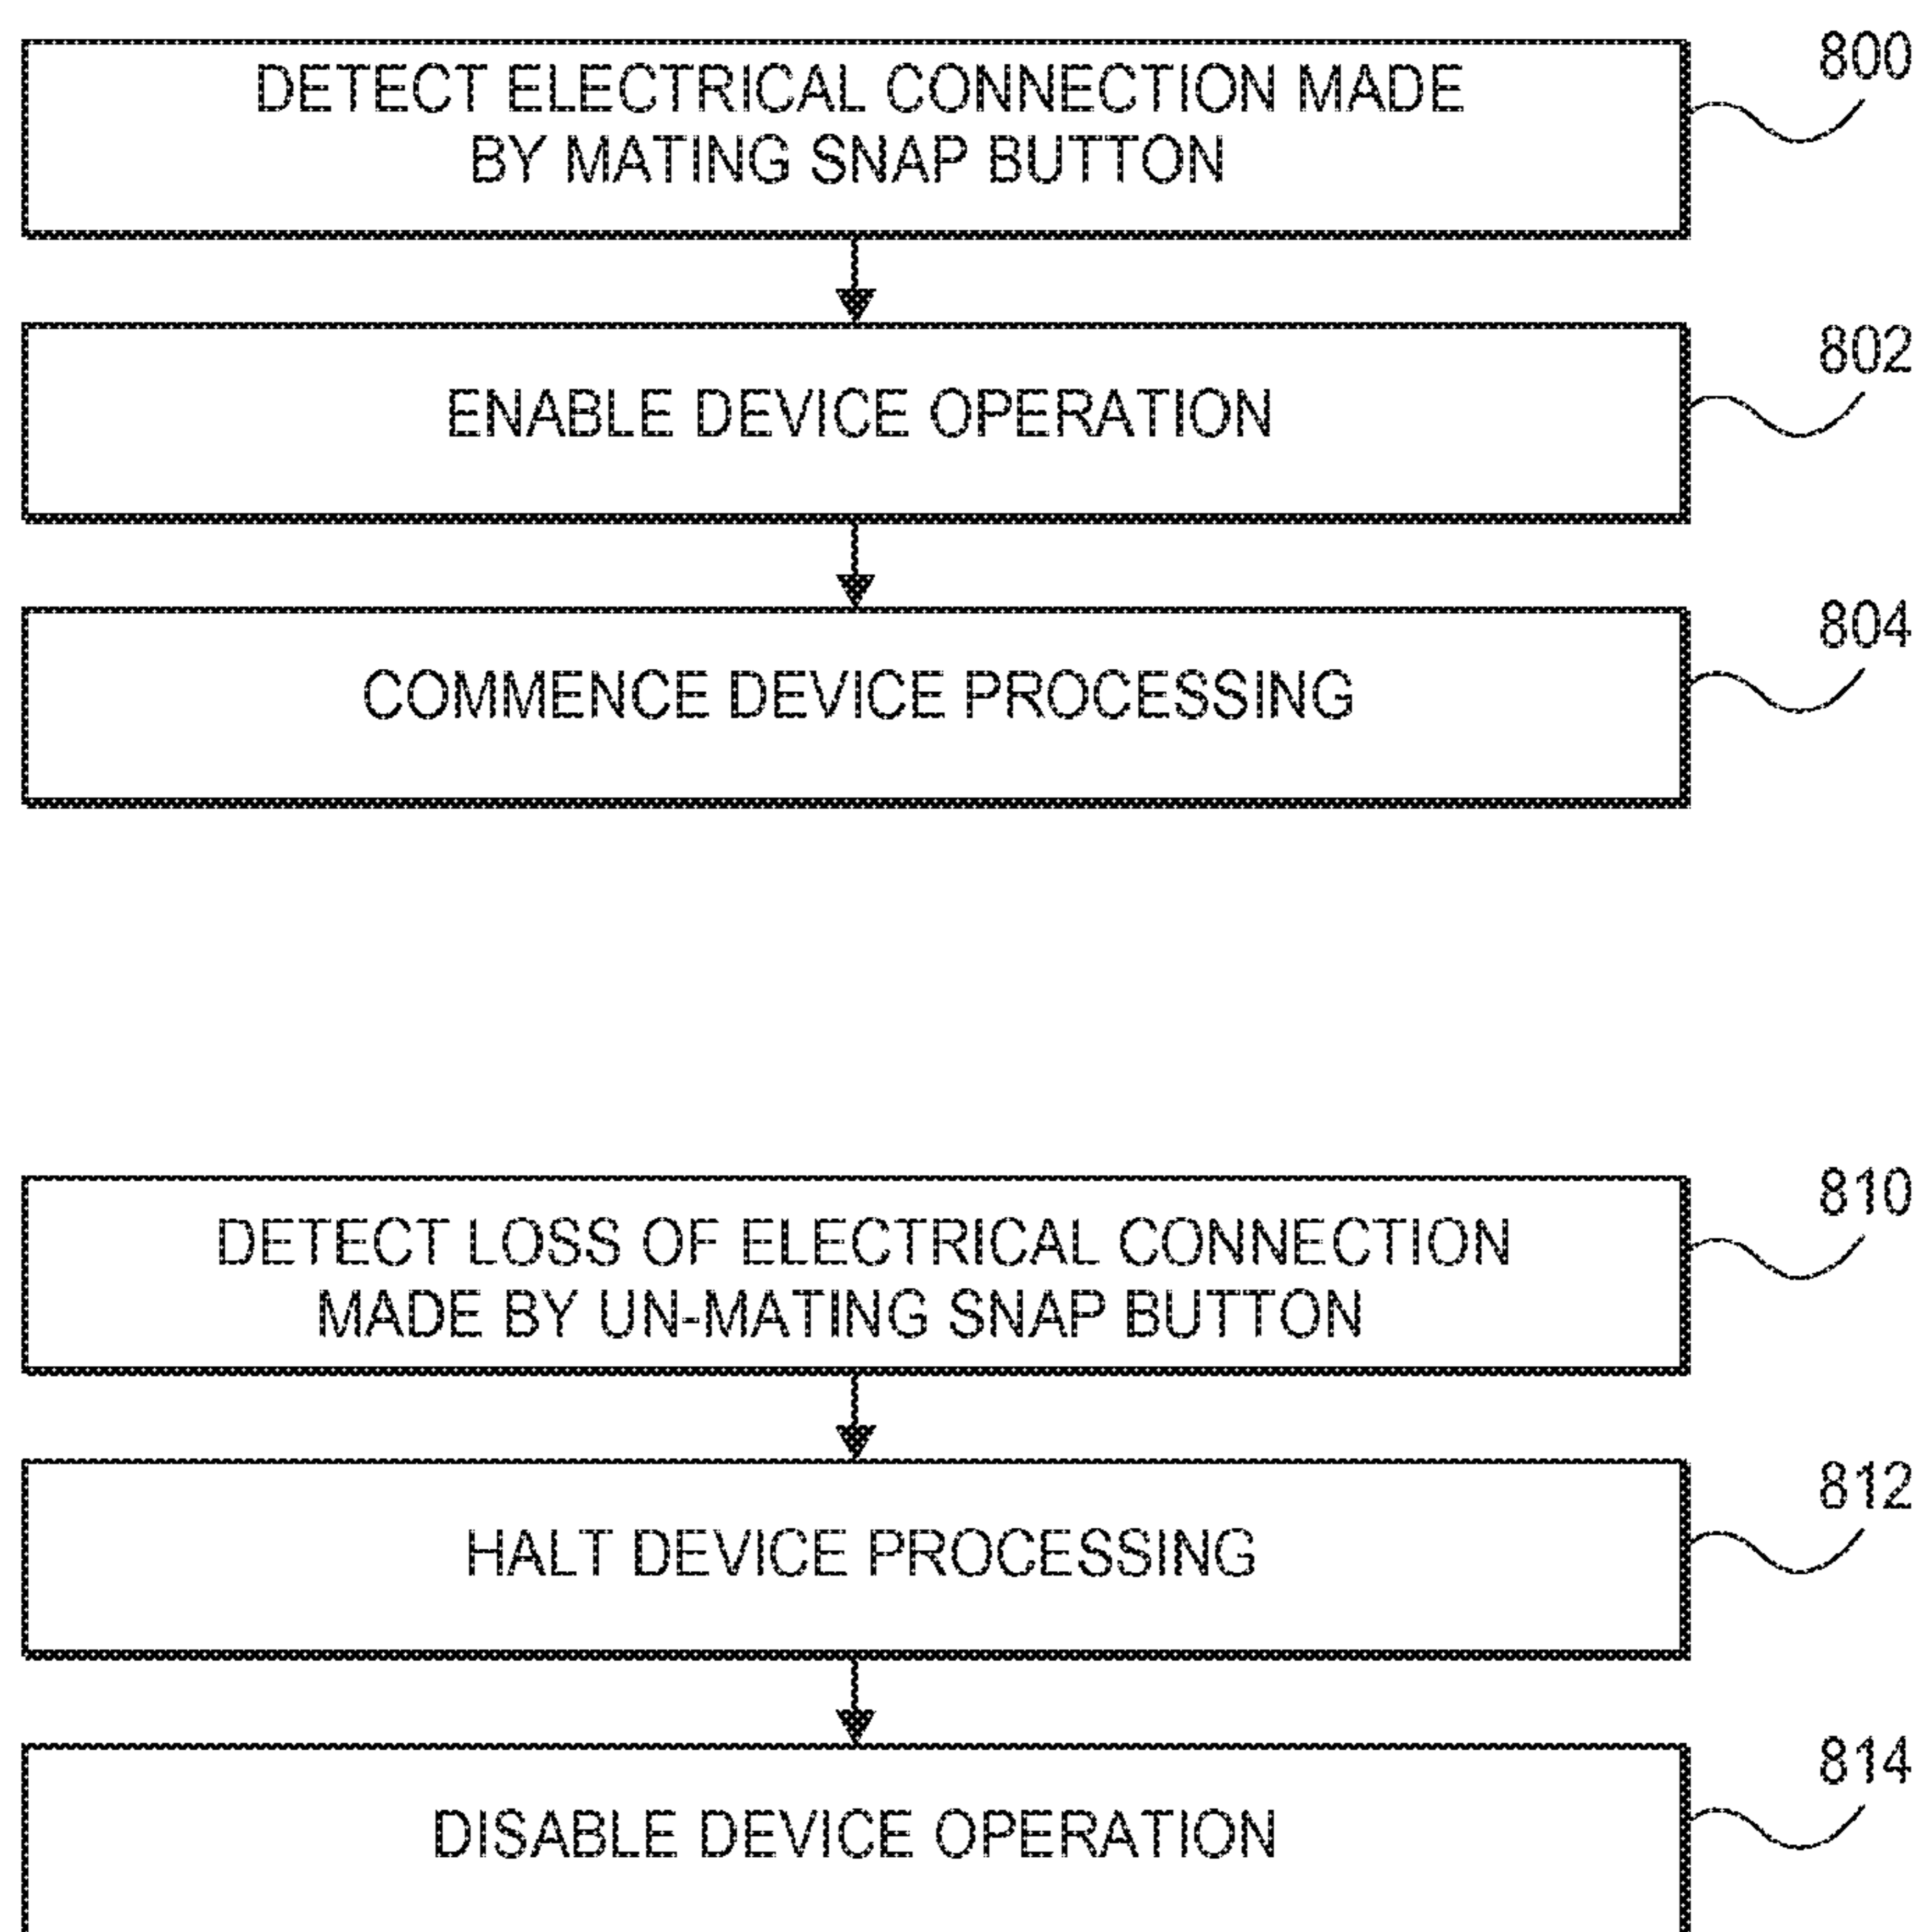 800
DETECT ELECTRICAL CONNECTION MADE
BY MATING SNAP BUTTON
802
ENABLE DEVICE OPERATION
804
COMMENCE DEVICE PROCESSING
810
DETECT LOSS OF ELECTRICAL CONNECTION
MADE BY UN-MATING SNAP BUTTON
812
HALT DEVICE PROCESSING
814
DISABLE DEVICE OPERATION